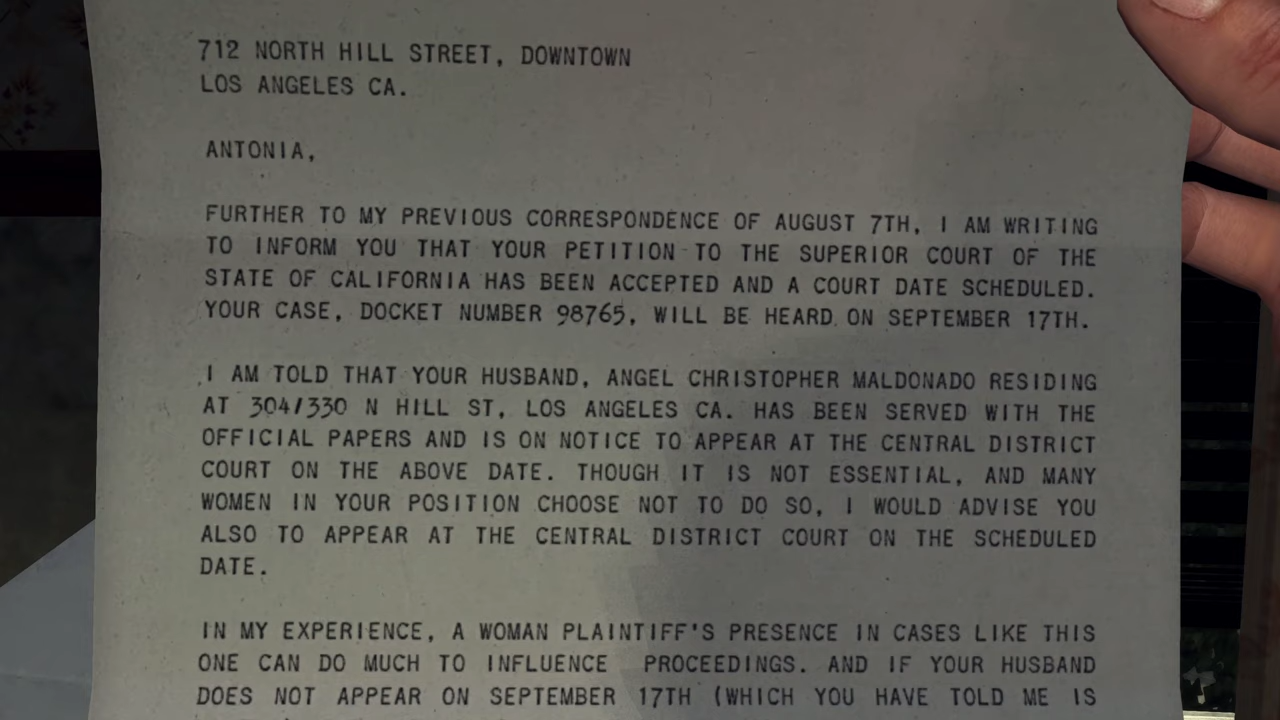 712 NORTH HILL STREET, DOWNTOWN
LOS ANGELES CA.
ANTONIA,
FURTHER TO MY PREVIOUS CORRESPONDENCE OF AUGUST 7TH, I AM WRITING
TO INFORM YOU THAT YOUR PETITION TO THE SUPERIOR COURT OF THE
STATE OF CALIFORNIA HAS BEEN ACCEPTED AND A COURT DATE SCHEDULED.
YOUR CASE, DOCKET NUMBER 98765, WILL BE HEARD ON SEPTEMBER 17TH.
I AM TOLD THAT YOUR HUSBAND, ANGEL CHRISTOPHER MALDONADO RESIDING
AT 304/330 N HILL ST, LOS ANGELES CA. HAS BEEN SERVED WITH THE
OFFICIAL PAPERS AND IS ON NOTICE TO APPEAR AT THE CENTRAL DISTRICT
COURT ON THE ABOVE DATE. THOUGH IT IS NOT ESSENTIAL, AND MANY
WOMEN IN YOUR POSITION CHOOSE NOT TO DO SO, I WOULD ADVISE YOU
ALSO TO APPEAR AT THE CENTRAL DISTRICT COURT ON THE SCHEDULED
DATE.
IN MY EXPERIENCE, A WOMAN PLAINTIFF'S PRESENCE IN CASES LIKE THIS
ONE CAN DO MUCH TO INFLUENCE PROCEEDINGS. AND IF YOUR HUSBAND
DOES NOT APPEAR ON SEPTEMBER 17TH (WHICH YOU HAVE TOLD ME IS